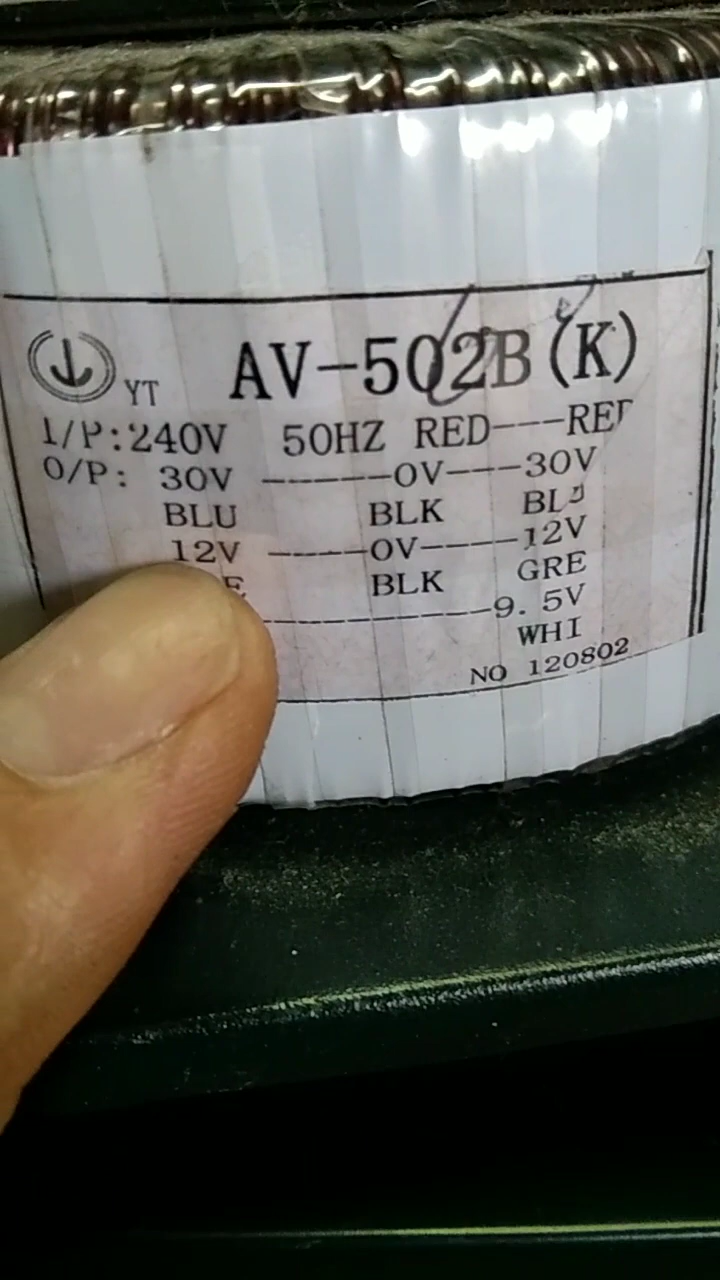 YT AV-502B(K)
I/P:240V 50HZ RED---RED
O/P: 30V ------0V----30V
BLU BLK BLU
12V -----0V-----12V
BLK GRE
9.5V
WHI
NO 120802